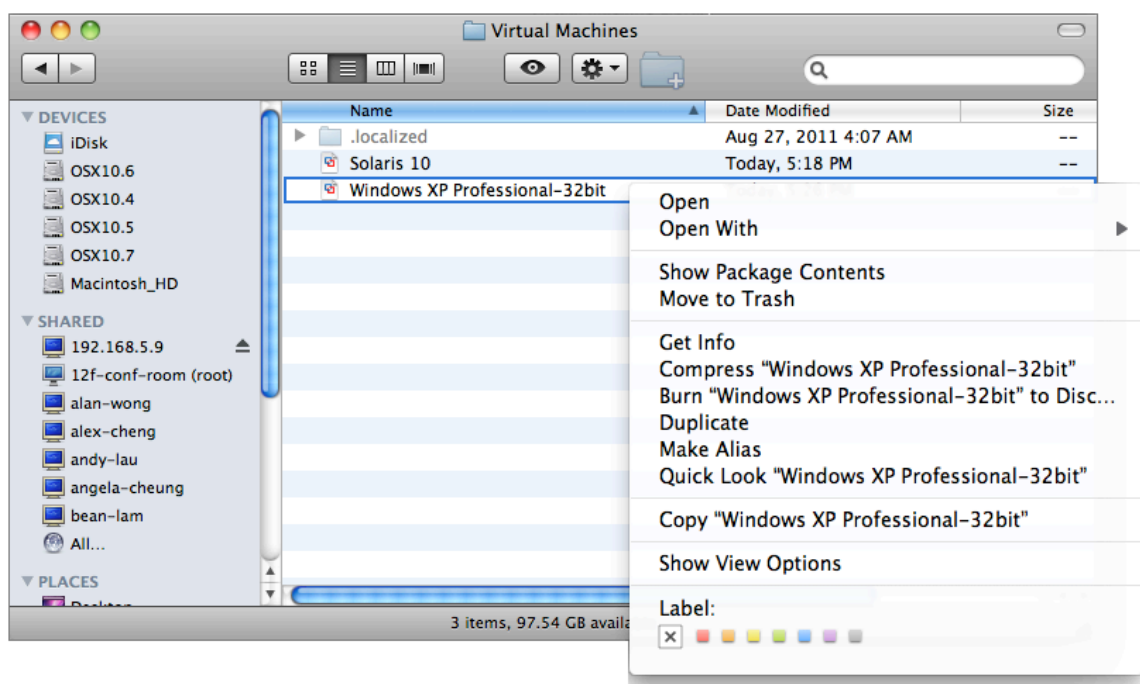 Virtual Machines
Name Date Modified Size
DEVICES
iDisk
OSX10.6
OSX10.4
OSX10.5
OSX10.7
Macintosh_HD
SHARED
192.168.5.9
12f-conf-room (root)
alan-wong
alex-cheng
andy-lau
angela-cheung
bean-lam
All...
PLACES
.localized Aug 27, 2011 4:07 AM --
Solaris 10 Today, 5:18 PM --
Windows XP Professional-32bit
Open
Open With
Show Package Contents
Move to Trash
Get Info
Compress “Windows XP Professional-32bit”
Burn “Windows XP Professional-32bit” to Disc...
Duplicate
Make Alias
Quick Look “Windows XP Professional-32bit”
Copy “Windows XP Professional-32bit”
Show View Options
Label:
3 items, 97.54 GB availa